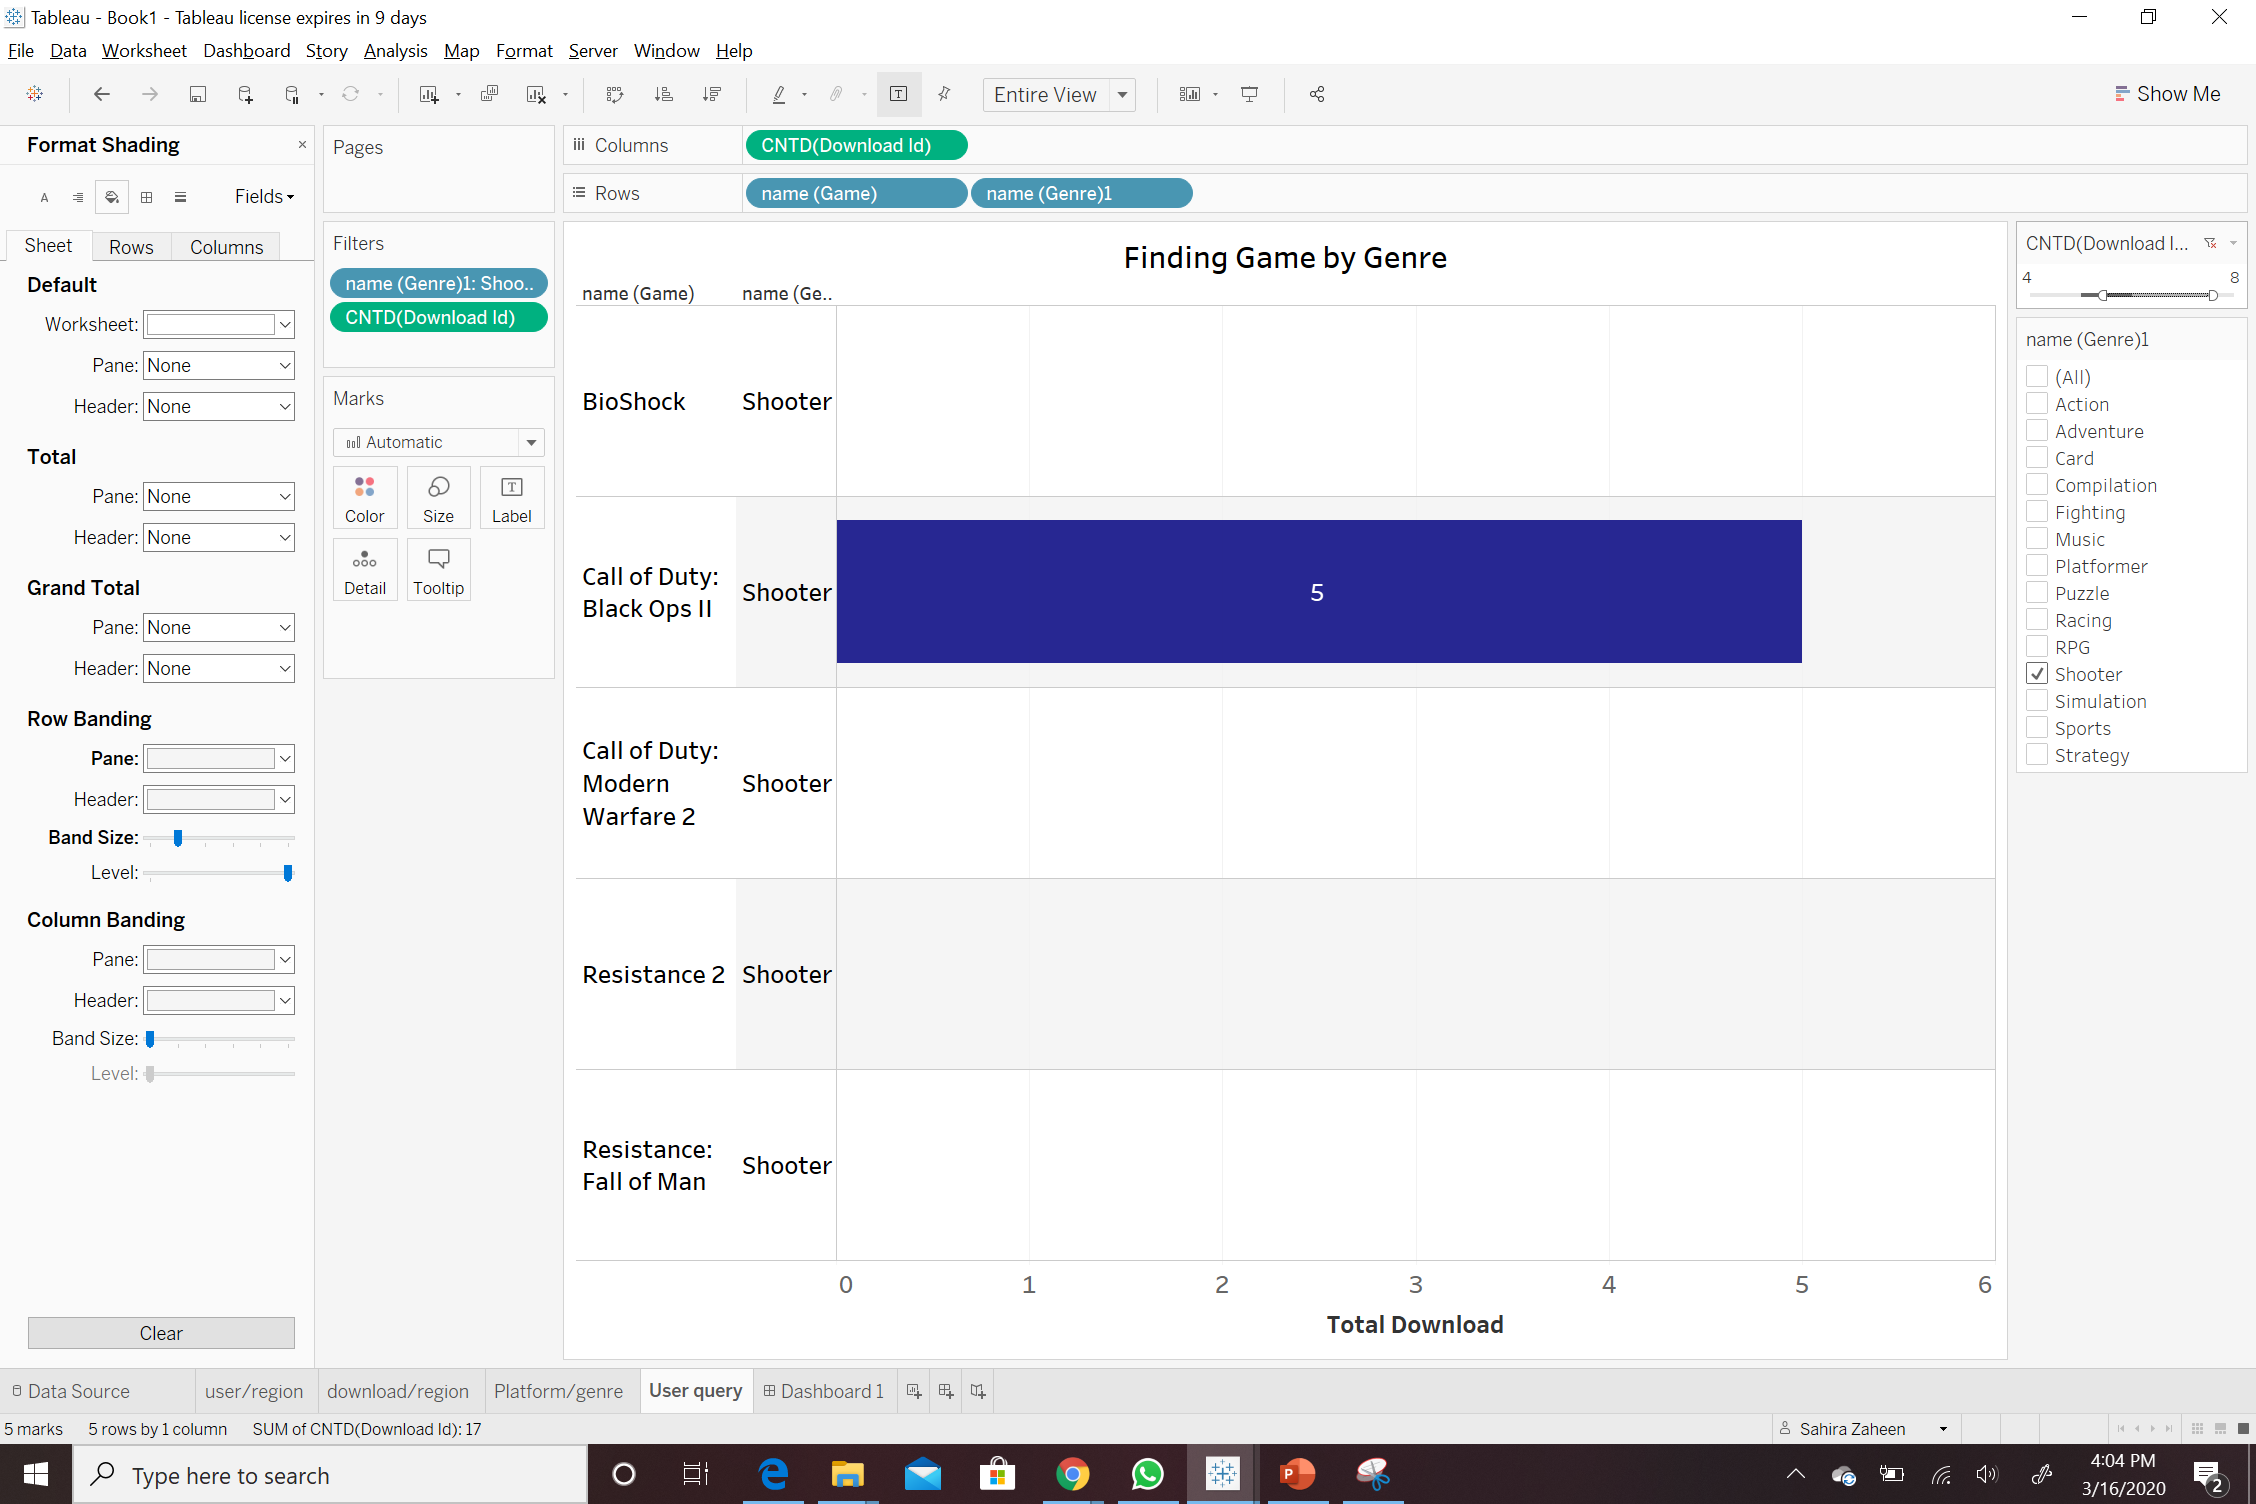 Tableau - Book1 - Tableau license expires in 9 days
File Data Worksheet Dashboard Story Analysis Map Format Server Window Help
Entire View
Show Me
Format Shading
Fields
Sheet Rows Columns
Default
Worksheet:
Pane: None
Header: None
Total
Pane: None
Header: None
Grand Total
Pane: None
Header: None
Row Banding
Pane:
Header:
Band Size:
Level:
Column Banding
Pane:
Header:
Band Size:
Level:
Clear
Pages
Filters
name (Genre)1: Shoo..
CNTD(Download Id)
Marks
Automatic
Color Size Label
Detail Tooltip
Columns CNTD(Download Id)
Rows name (Game) name (Genre)1
Finding Game by Genre
name (Game) name (Ge..
BioShock Shooter
Call of Duty:
Black Ops II
Shooter
5
Call of Duty:
Modern
Warfare 2
Shooter
Resistance 2 Shooter
Resistance:
Fall of Man
Shooter
0 1 2 3 4 5 6
Total Download
CNTD(Download I...
4 8
name (Genre)1
(All)
Action
Adventure
Card
Compilation
Fighting
Music
Platformer
Puzzle
Racing
RPG
Shooter
Simulation
Sports
Strategy
Data Source user/region download/region Platform/genre User query Dashboard 1
5 marks 5 rows by 1 column SUM of CNTD(Download Id): 17
Sahira Zaheen
Type here to search
4:04 PM
3/16/2020
2